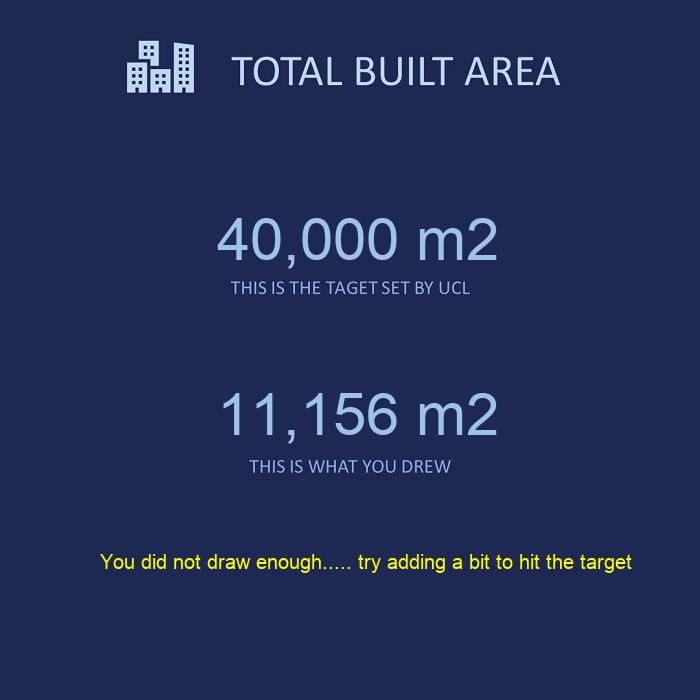 TOTAL BUILT AREA
40,000 m2
THIS IS THE TAGET SET BY UCL
11,156 m2
THIS IS WHAT YOU DREW
You did not draw enough..... try adding a bit to hit the target